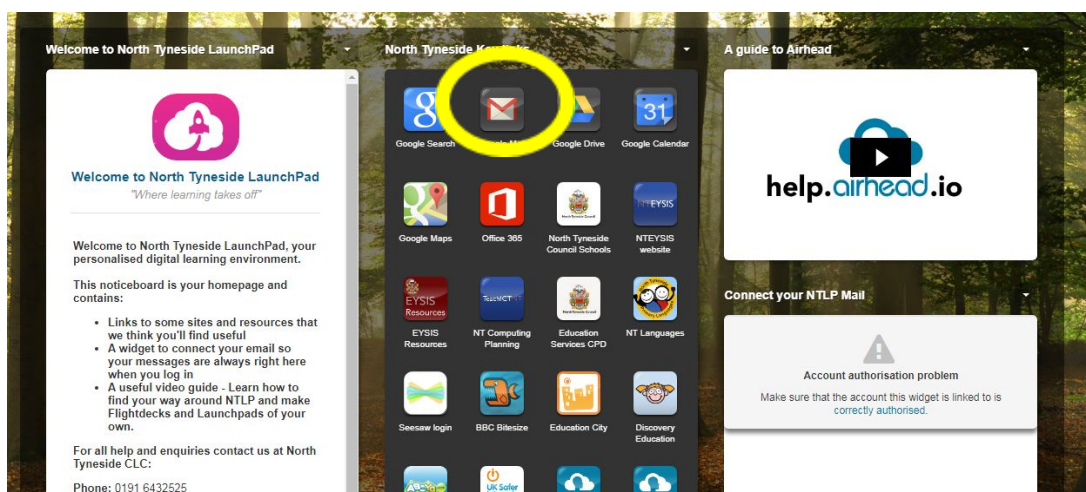 Welcome to North Tyneside LaunchPad
Welcome to North Tyneside LaunchPad
"Where learning takes off"
Welcome to North Tyneside LaunchPad, your
personalised digital learning environment.
This noticeboard is your homepage and
contains:
• Links to some sites and resources that
we think you'll find useful
• A widget to connect your email so
your messages are always right here
when you log in
• A useful video guide - Learn how to
find your way around NTLP and make
Flightdecks and Launchpads of your
own.
For all help and enquiries contact us at North
Tyneside CLC:
Phone: 0191 6432525
North Tyneside
31
Google Search
Google Drive
Google Calendar
Google Maps
Office 365
North Tyneside
Council Schools
NTEYSIS
NTEYSIS
website
EYSIS
Resources
EYSIS
Resources
TeachICT
NT Computing
Planning
Education
Services CPD
NT Languages
Seesaw login
BBC Bitesize
Education City
Discovery
Education
UK Safer
A guide to Airhead
help.airhead.io
Connect your NTLP Mail
Account authorisation problem
Make sure that the account this widget is linked to is
correctly authorised.